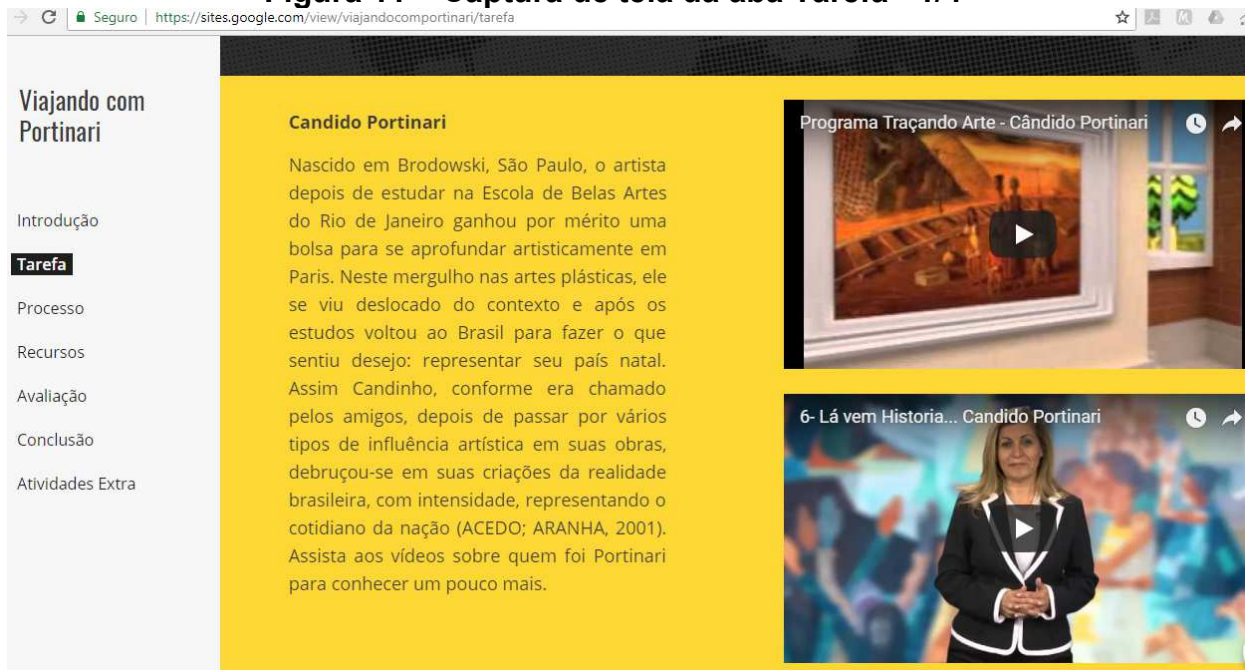 Seguro | https://sites.google.com/view/viajandocomportinari/tarefa
Viajando com
Portinari
Introdução
Tarefa
Processo
Recursos
Avaliação
Conclusão
Atividades Extra
Candido Portinari
Nascido em Brodowski, São Paulo, o artista
depois de estudar na Escola de Belas Artes
do Rio de Janeiro ganhou por mérito uma
bolsa para se aprofundar artisticamente em
Paris. Neste mergulho nas artes plásticas, ele
se viu deslocado do contexto e após os
estudos voltou ao Brasil para fazer o que
sentiu desejo: representar seu país natal.
Assim Candinho, conforme era chamado
pelos amigos, depois de passar por vários
tipos de influência artística em suas obras,
debruçou-se em suas criações da realidade
brasileira, com intensidade, representando o
cotidiano da nação (ACEDO; ARANHA, 2001).
Assista aos vídeos sobre quem foi Portinari
para conhecer um pouco mais.
Programa Traçando Arte - Cândido Portinari
6- Lá vem Historia... Candido Portinari